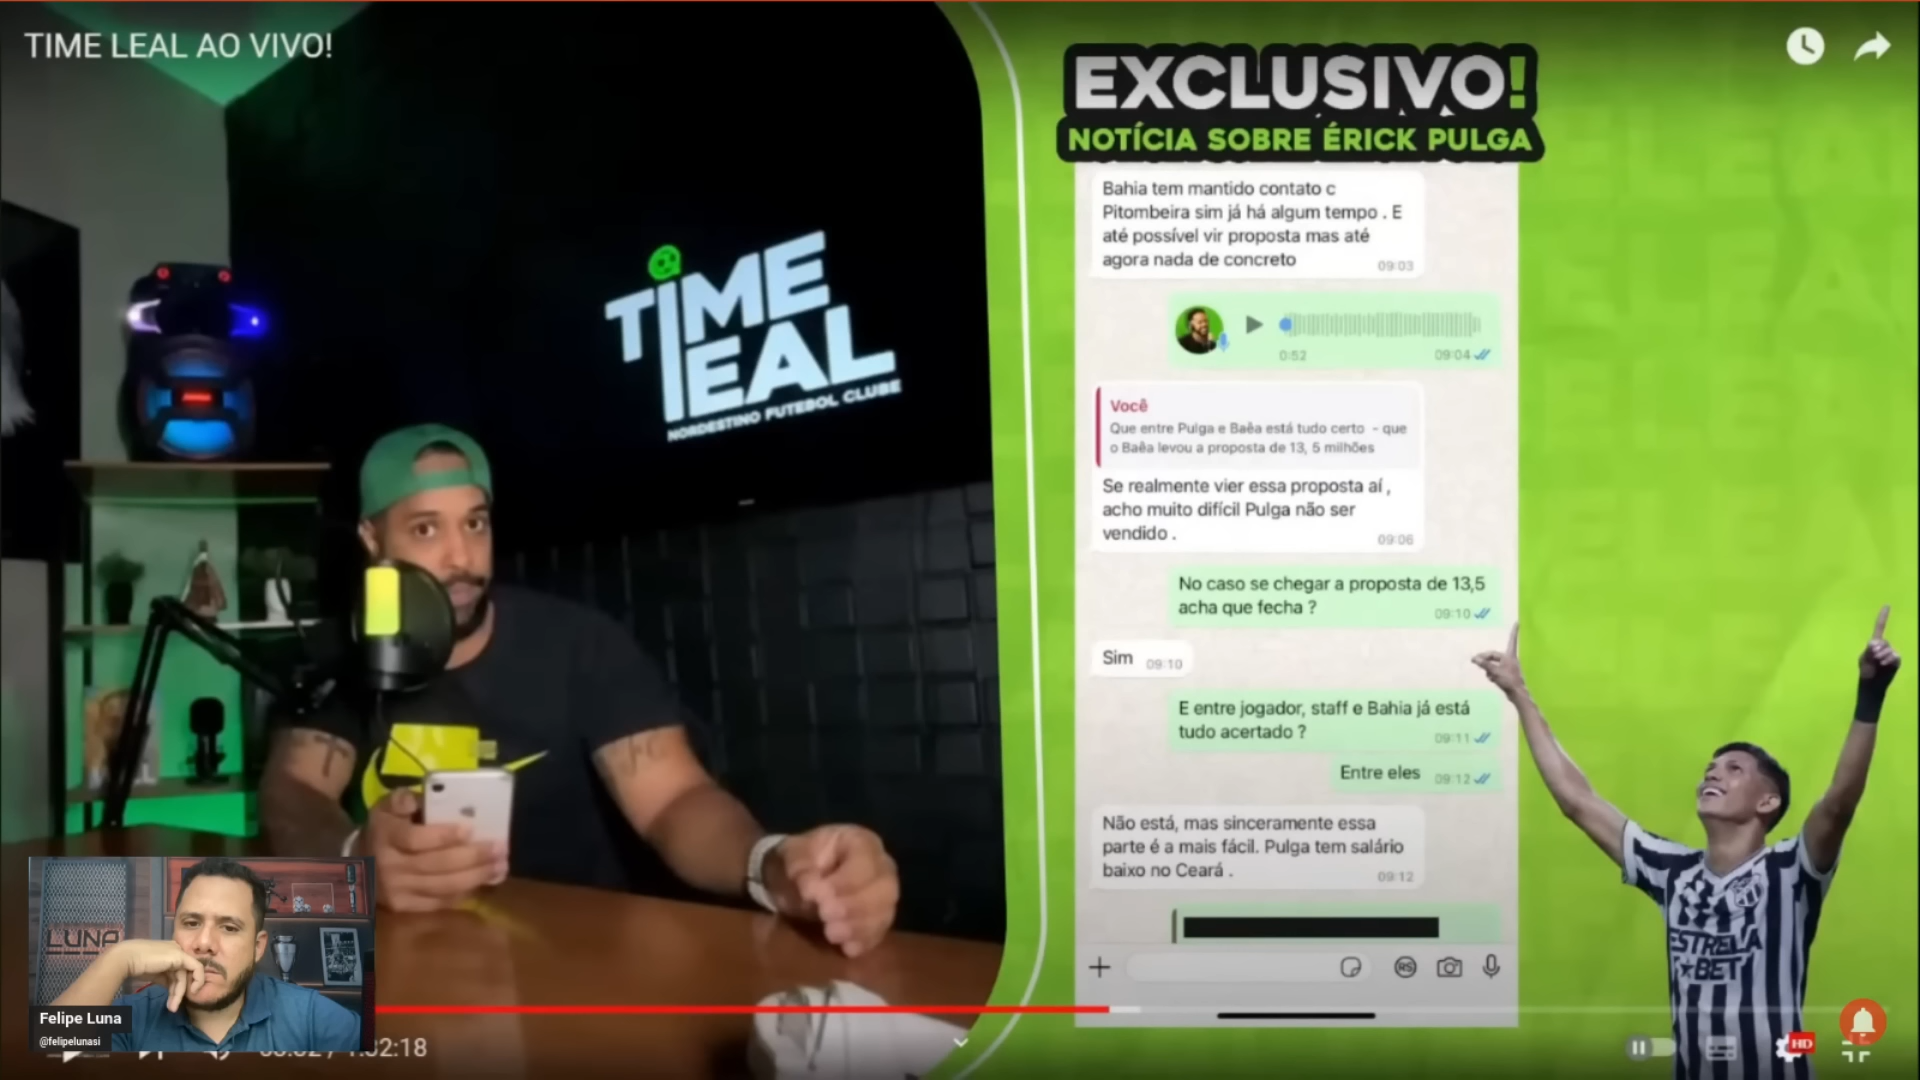 TIME LEAL AO VIVO!
EXCLUSIVO!
NOTÍCIA SOBRE ÉRICK PULGA
Bahia tem mantido contato c
Pitombeira sim já há algum tempo . E
até possível vir proposta mas até
agora nada de concreto
09:03
0:52
09:04
Você
Que entre Pulga e Baêa está tudo certo - que
o Baêa levou a proposta de 13, 5 milhões
Se realmente vier essa proposta aí ,
acho muito difícil Pulga não ser
vendido .
09:06
No caso se chegar a proposta de 13,5
acha que fecha ?
09:10
Sim
09:10
E entre jogador, staff e Bahia já está
tudo acertado ?
09:11
Entre eles
09:12
Não está, mas sinceramente essa
parte é a mais fácil. Pulga tem salário
baixo no Ceará .
09:12
TIME
LEAL
NORDESTINO FUTEBOL CLUBE
ESTRELA
BET
LUNA
Felipe Luna
@felipelunasi
HD